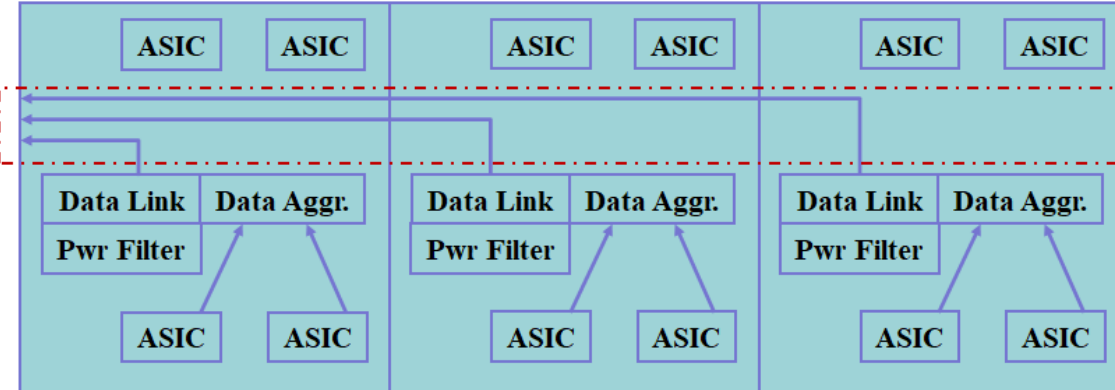 ASIC ASIC ASIC ASIC ASIC ASIC
Data Link Data Aggr. Data Link Data Aggr. Data Link Data Aggr.
Pwr Filter Pwr Filter Pwr Filter
ASIC ASIC ASIC ASIC ASIC ASIC